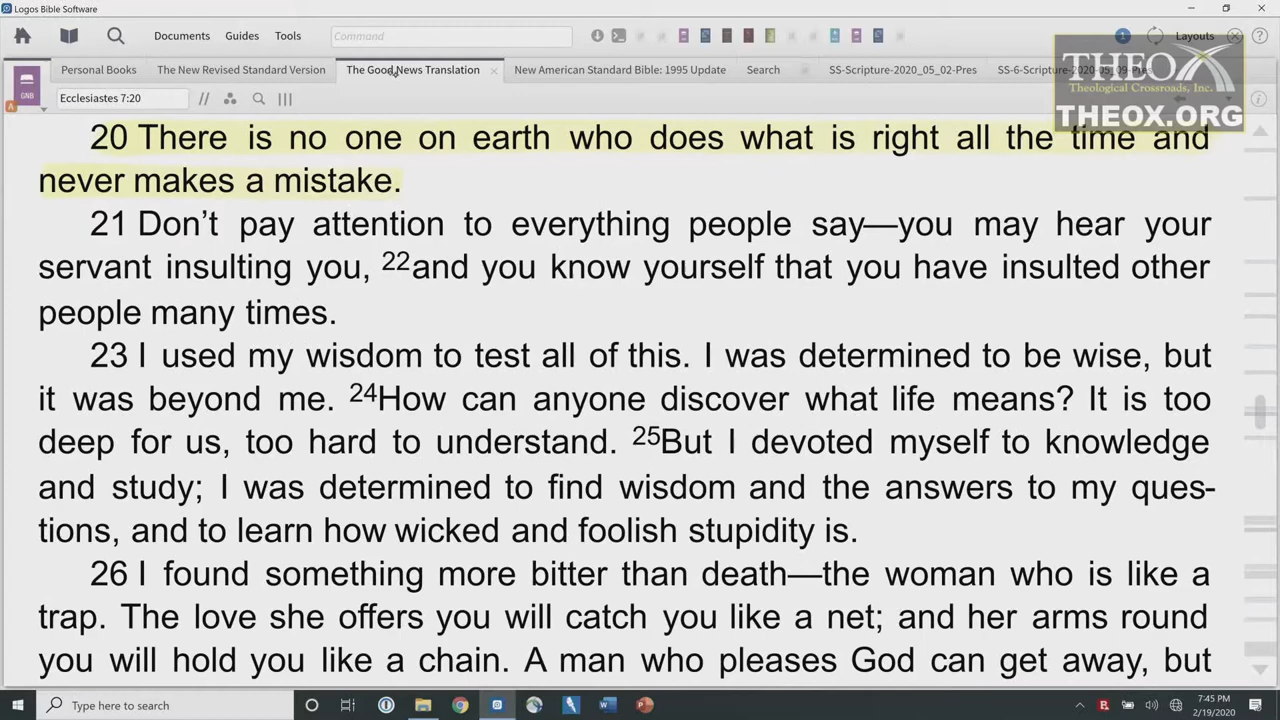 Logos Bible Software
Documents Guides Tools Command 1 Layouts
Personal Books The New Revised Standard Version The Good News Translation New American Standard Bible: 1995 Update Search SS-Scripture-2020_05_02-Pres SS-6-Scripture-2020-05_09-Pres
THEOX
Theological Crossroads, Inc.
THEOX.ORG
GNB
A
Ecclesiastes 7:20
20 There is no one on earth who does what is right all the time and
never makes a mistake.
21 Don’t pay attention to everything people say—you may hear your
servant insulting you, 22and you know yourself that you have insulted other
people many times.
23 I used my wisdom to test all of this. I was determined to be wise, but
it was beyond me. 24How can anyone discover what life means? It is too
deep for us, too hard to understand. 25But I devoted myself to knowledge
and study; I was determined to find wisdom and the answers to my ques-
tions, and to learn how wicked and foolish stupidity is.
26 I found something more bitter than death—the woman who is like a
trap. The love she offers you will catch you like a net; and her arms round
you will hold you like a chain. A man who pleases God can get away, but
Type here to search
7:45 PM
2/19/2020